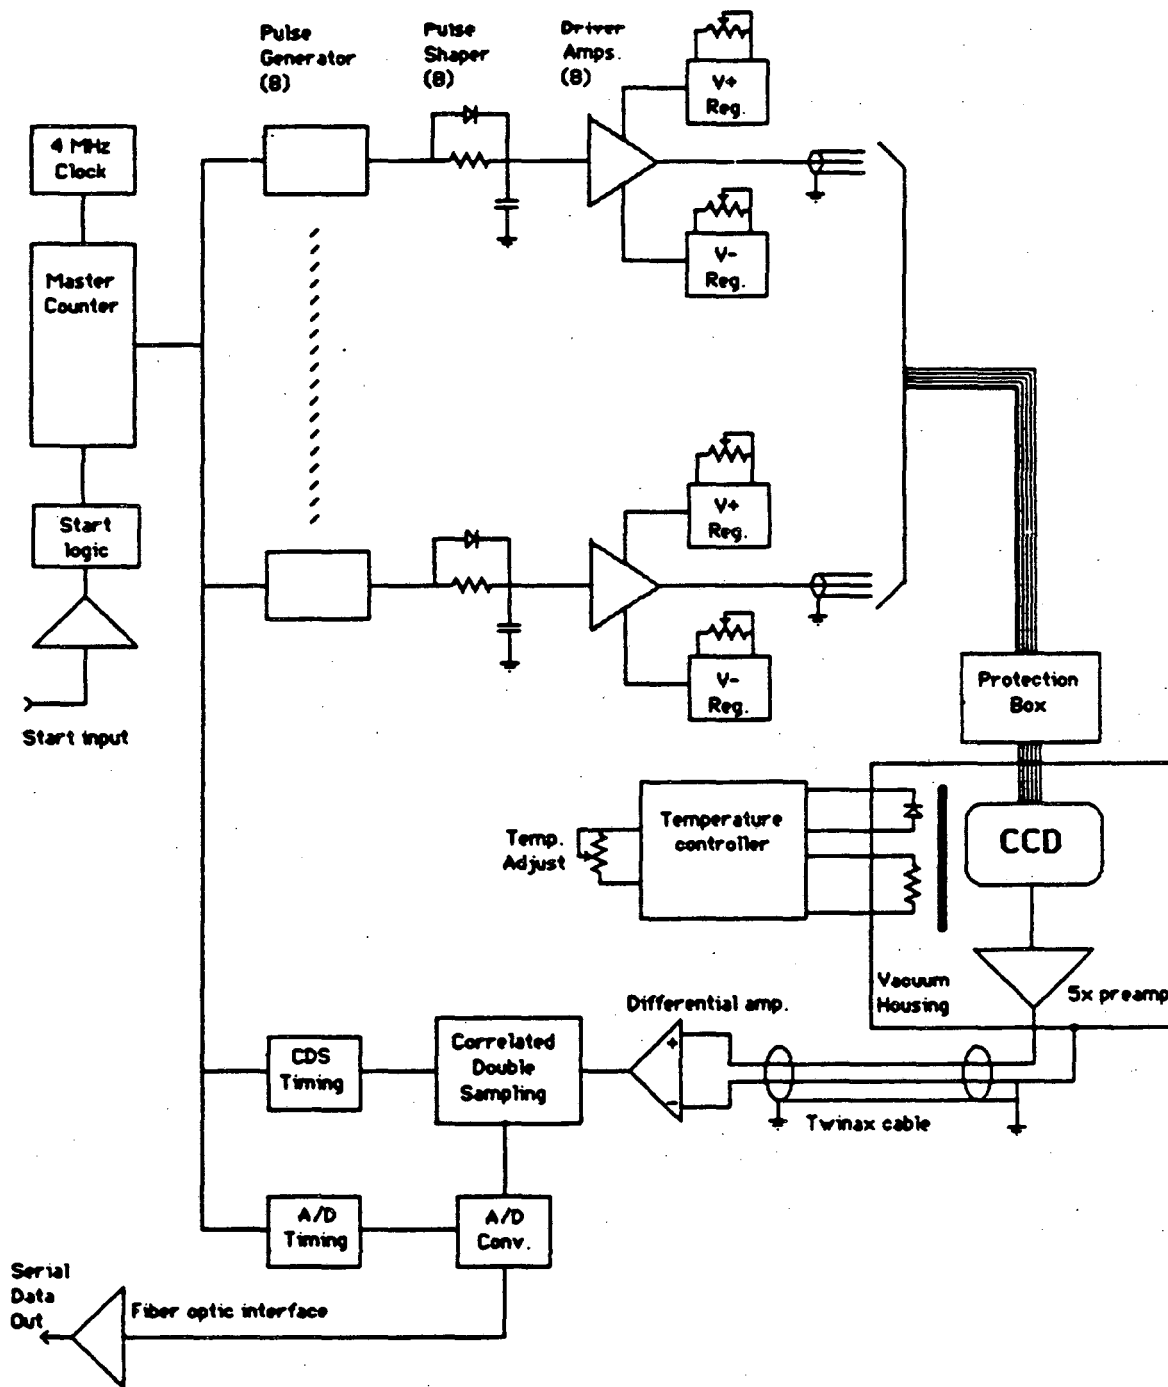 Pulse
Generator
(8)
Pulse
Shaper
(8)
Driver
Amps.
(8)
V+
Reg.
4 MHz
Clock
V-
Reg.
Master
Counter
V+
Reg.
Start
logic
V-
Reg.
Start input
Protection
Box
Temp.
Adjust
Temperature
controller
CCD
Vacuum
Housing
5x preamp
Differential amp.
+
-
CDS
Timing
Correlated
Double
Sampling
Twinax cable
A/D
Timing
A/D
Conv.
Serial
Data
Out
Fiber optic interface